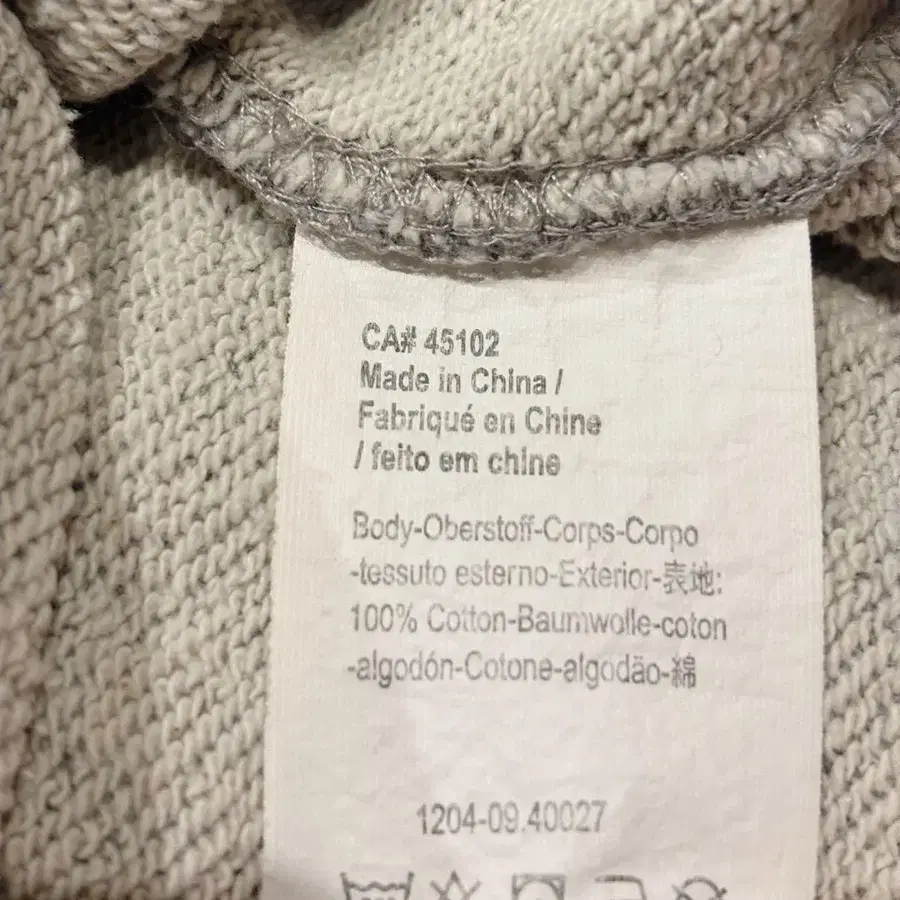 CA# 45102
Made in China /
Fabriqué en Chine
/ feito em chine
Body-Oberstoff-Corps-Corpo
-tessuto esterno-Exterior-表地:
100% Cotton-Baumwolle-coton
-algodón-Cotone-algodão-綿
1204-09.40027